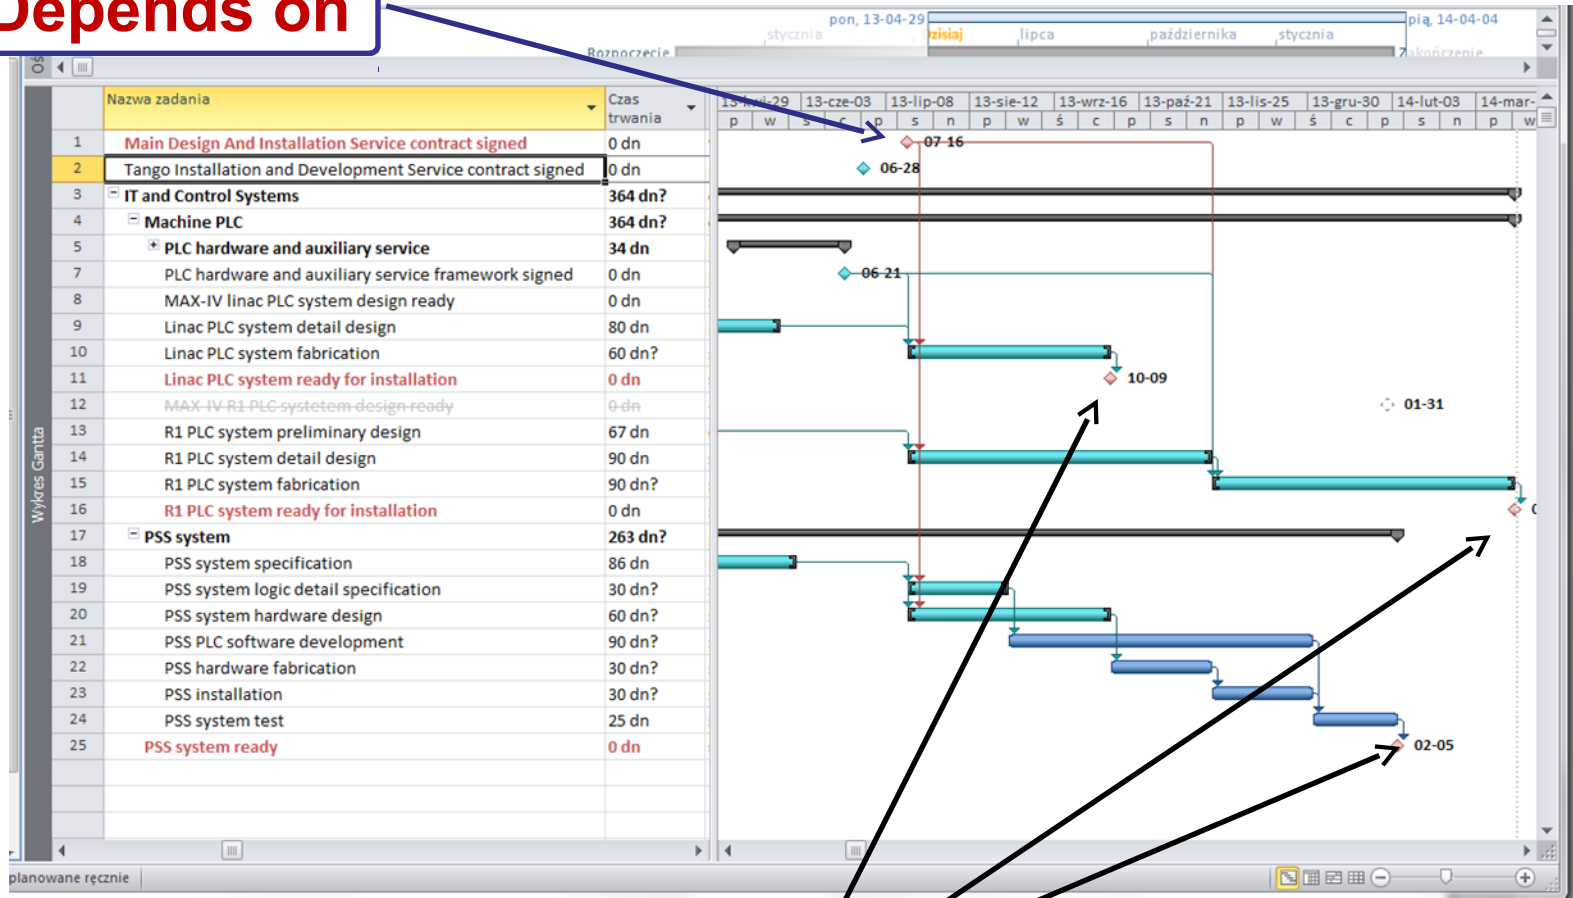 Depends on
pon, 13-04-29
pią, 14-04-04
stycznia
Dzisiaj
lipca
października
stycznia
Rozpoczęcie
Zakończenie
Oś
Nazwa zadania
Czas trwania
13-kwi-29 13-cze-03 13-lip-08 13-sie-12 13-wrz-16 13-paź-21 13-lis-25 13-gru-30 14-lut-03 14-mar-
p w s c p s n p w ś c p s n p w ś c p s n p w
1 Main Design And Installation Service contract signed 0 dn 07-16
2 Tango Installation and Development Service contract signed 0 dn 06-28
3 IT and Control Systems 364 dn?
4 Machine PLC 364 dn?
5 PLC hardware and auxiliary service 34 dn
7 PLC hardware and auxiliary service framework signed 0 dn 06-21
8 MAX-IV linac PLC system design ready 0 dn
9 Linac PLC system detail design 80 dn
10 Linac PLC system fabrication 60 dn?
11 Linac PLC system ready for installation 0 dn 10-09
12 MAX-IV R1 PLC systetem design ready 0 dn 01-31
13 R1 PLC system preliminary design 67 dn
14 R1 PLC system detail design 90 dn
15 R1 PLC system fabrication 90 dn?
16 R1 PLC system ready for installation 0 dn
17 PSS system 263 dn?
18 PSS system specification 86 dn
19 PSS system logic detail specification 30 dn?
20 PSS system hardware design 60 dn?
21 PSS PLC software development 90 dn?
22 PSS hardware fabrication 30 dn?
23 PSS installation 30 dn?
24 PSS system test 25 dn
25 PSS system ready 0 dn 02-05
Wykres Gantta
planowane ręcznie